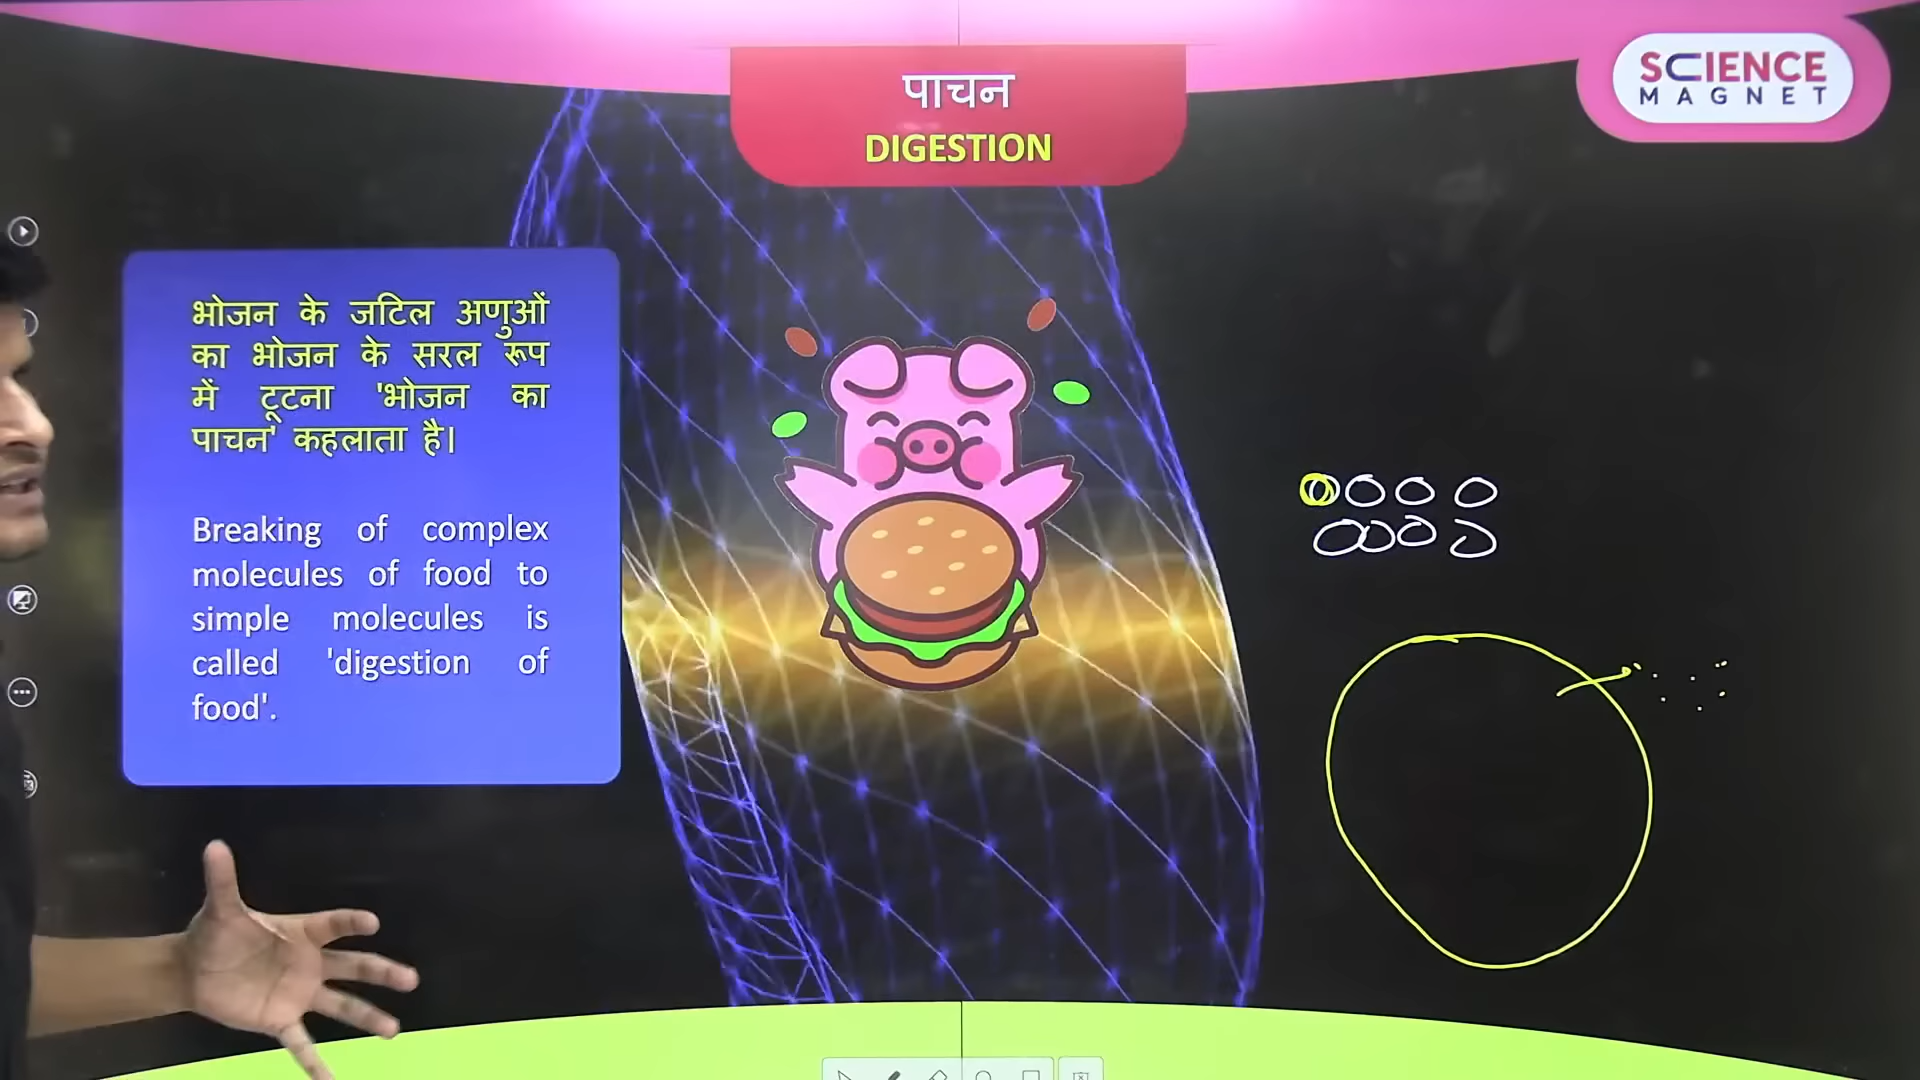 पाचन
DIGESTION
SCIENCE
MAGNET
भोजन के जटिल अणुओं
का भोजन के सरल रूप
में टूटना 'भोजन का
पाचन' कहलाता है।
Breaking of complex
molecules of food to
simple molecules is
called 'digestion of
food'.